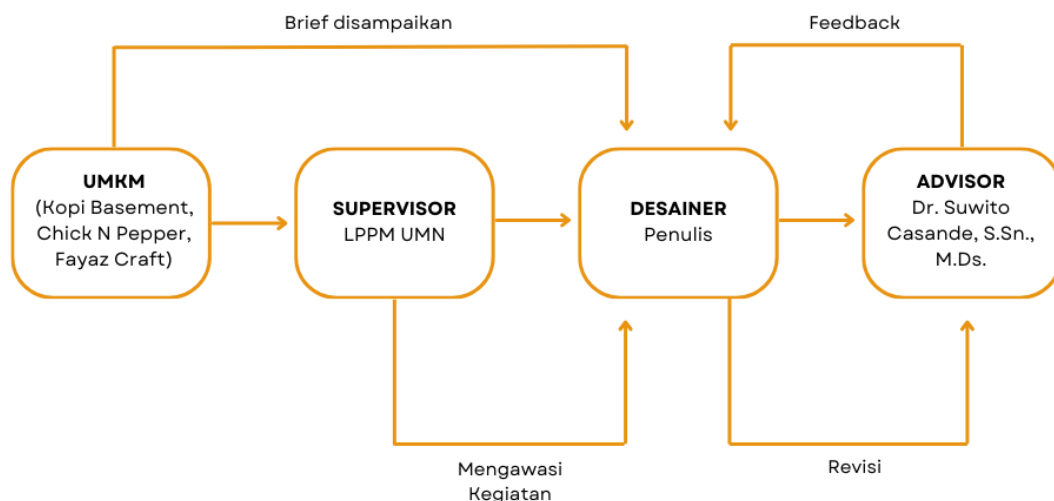 Brief disampaikan
Feedback
UMKM
(Kopi Basement,
Chick N Pepper,
Fayaz Craft)
SUPERVISOR
LPPM UMN
DESAINER
Penulis
ADVISOR
Dr. Suwito
Casande, S.Sn.,
M.Ds.
Mengawasi
Kegiatan
Revisi